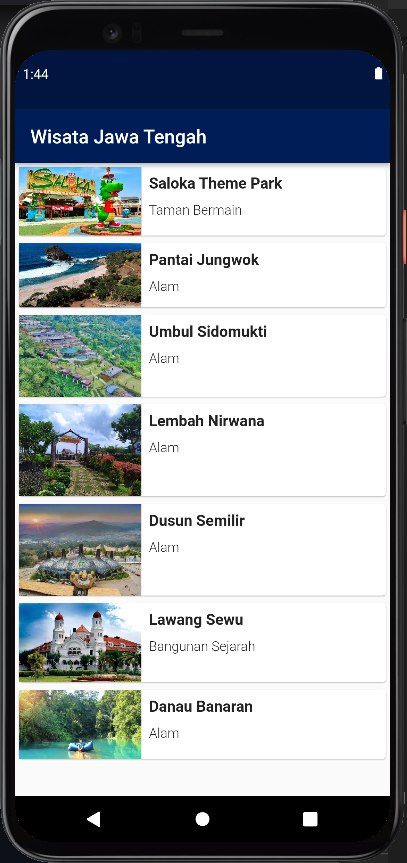 1:44
Wisata Jawa Tengah
SALOKA
Saloka Theme Park
Taman Bermain
Pantai Jungwok
Alam
Umbul Sidomukti
Alam
Lembah Nirwana
Alam
Dusun Semilir
Alam
Lawang Sewu
Bangunan Sejarah
Danau Banaran
Alam